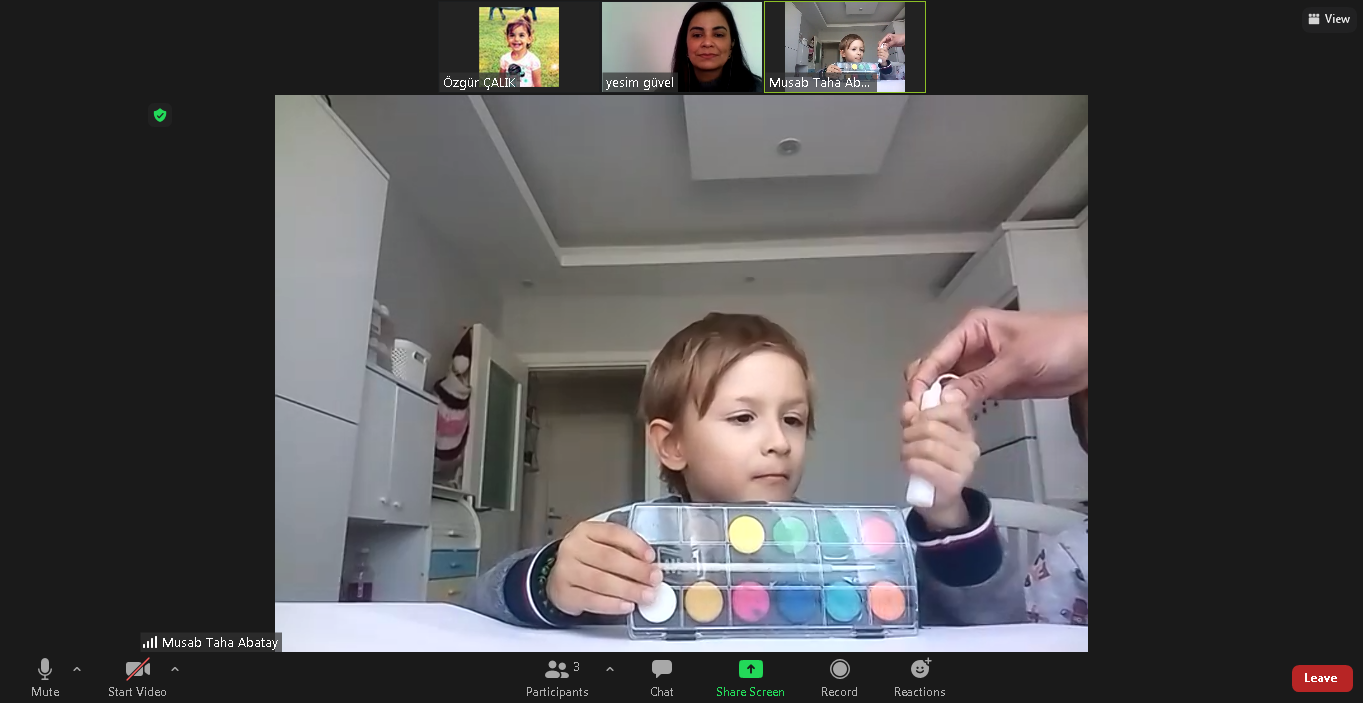 View
Özgür ÇALIK
yesim güvel
Musab Taha Ab...
Musab Taha Abatay
Mute
Start Video
Participants
3
Chat
Share Screen
Record
Reactions
Leave